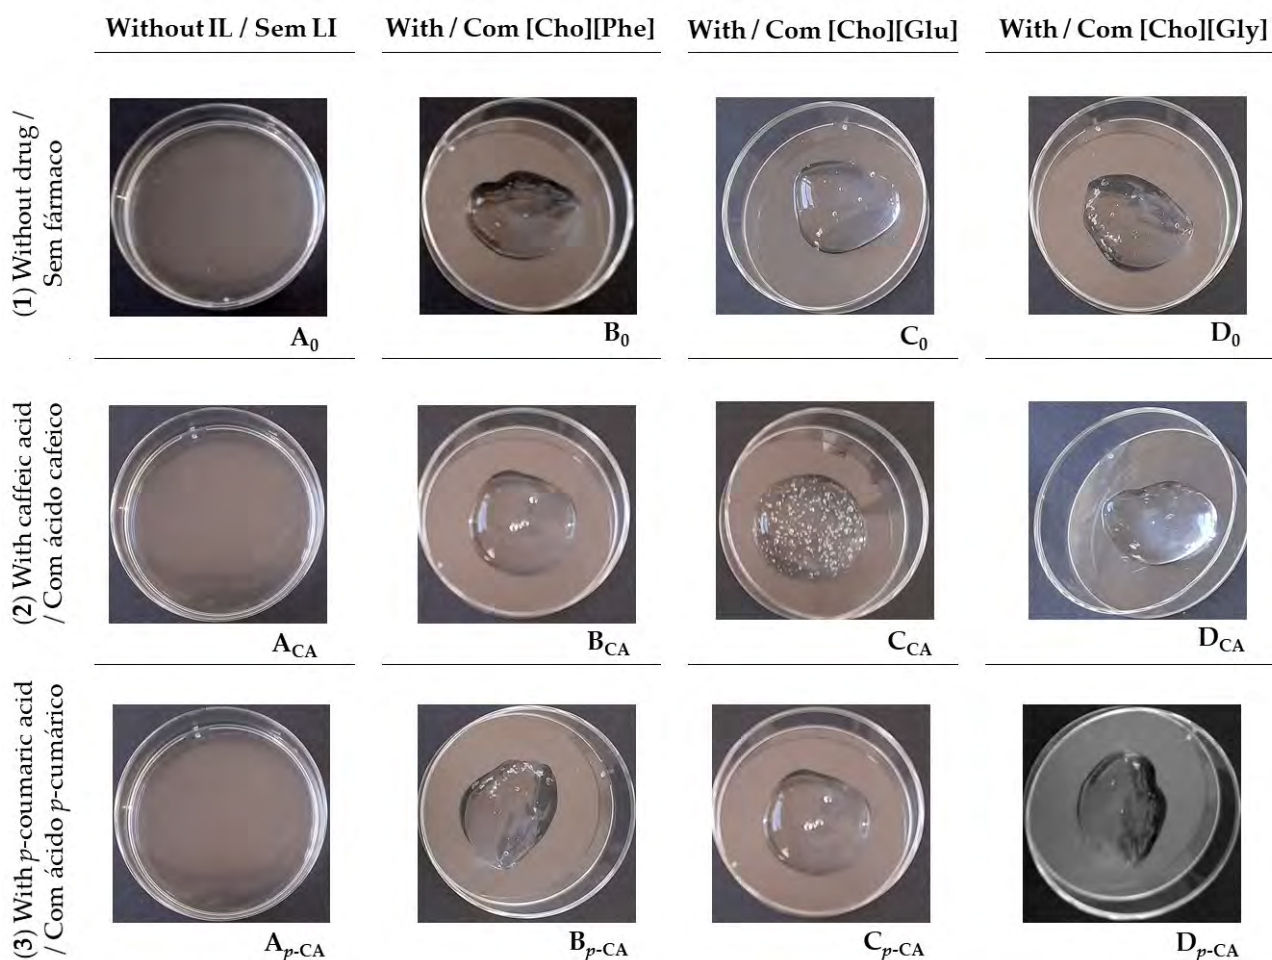 Without IL / Sem LI
With / Com [Cho][Phe]
With / Com [Cho][Glu]
With / Com [Cho][Gly]
(1) Without drug /
Sem fármaco
A0
B0
C0
D0
(2) With caffeic acid
/ Com ácido cafeico
ACA
BCA
CCA
DCA
(3) With p-coumaric acid
/ Com ácido p-cumárico
Ap-CA
Bp-CA
Cp-CA
Dp-CA